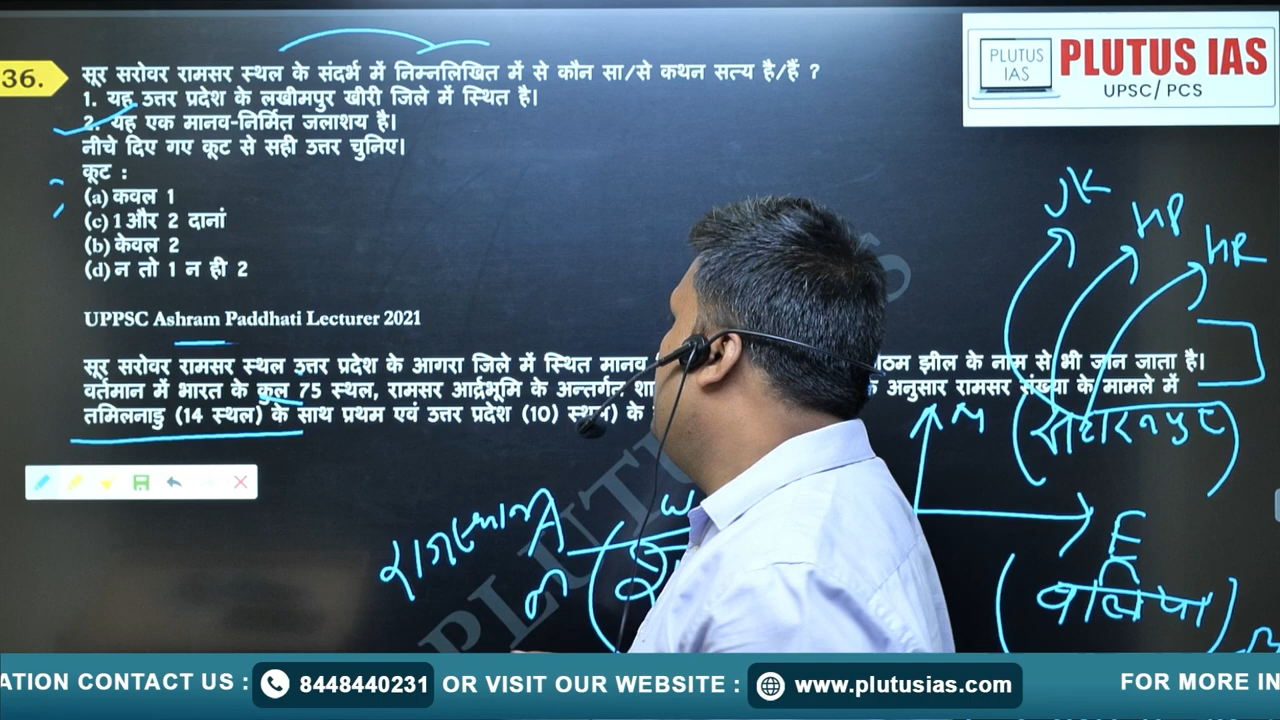 36.
सूर सरोवर रामसर स्थल के संदर्भ में निम्नलिखित में से कौन सा/से कथन सत्य है/हैं ?
1. यह उत्तर प्रदेश के लखीमपुर खीरी जिले में स्थित है।
2. यह एक मानव-निर्मित जलाशय है।
नीचे दिए गए कूट से सही उत्तर चुनिए।
कूट :
(a) कवल 1
(c) 1 और 2 दानां
(b) केवल 2
(d) न तो 1 न ही 2
UPPSC Ashram Paddhati Lecturer 2021
सूर सरोवर रामसर स्थल उत्तर प्रदेश के आगरा जिले में स्थित मानव ठम झील के नाम से भी जान जाता है।
वर्तमान में भारत के कुल 75 स्थल, रामसर आर्द्रभूमि के अन्तर्गत अनुसार रामसर संख्या के मामले में
तमिलनाडु (14 स्थल) के साथ प्रथम एवं उत्तर प्रदेश (10) स्थल) के
PLUTUS IAS
PLUTUS IAS
UPSC/ PCS
JK
HP
HR
(सहारनपुर)
N
E
(बलिया)
W
PLUTUS
ATION CONTACT US : 8448440231 OR VISIT OUR WEBSITE : www.plutusias.com FOR MORE IN